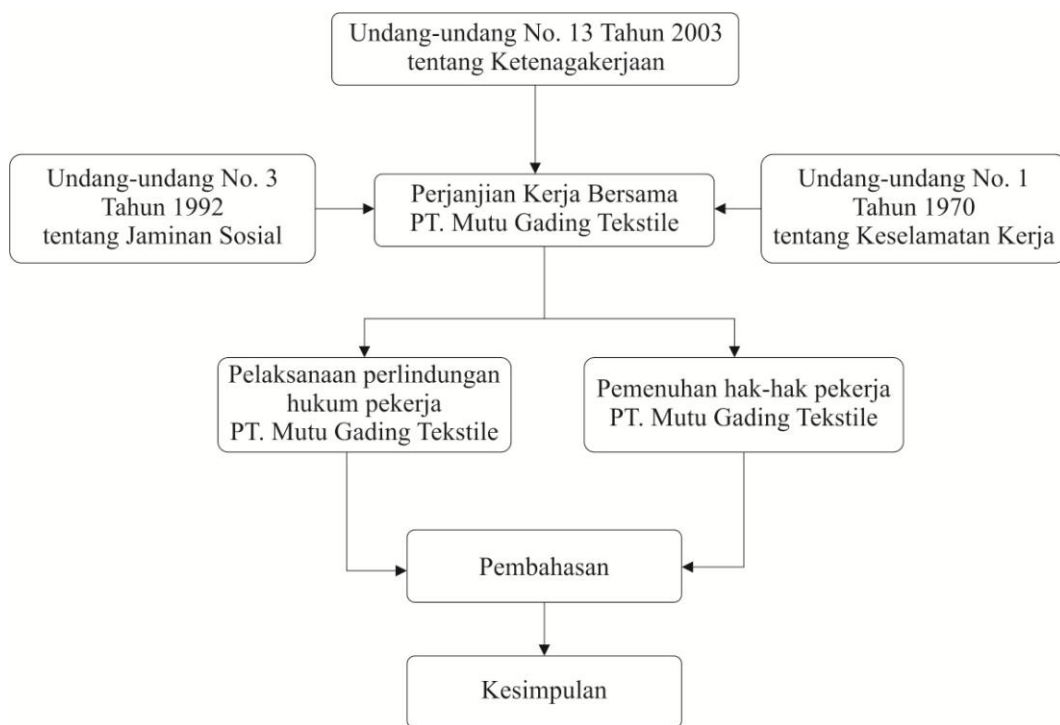 Undang-undang No. 13 Tahun 2003
tentang Ketenagakerjaan
Undang-undang No. 3
Tahun 1992
tentang Jaminan Sosial
Perjanjian Kerja Bersama
PT. Mutu Gading Tekstile
Undang-undang No. 1
Tahun 1970
tentang Keselamatan Kerja
Pelaksanaan perlindungan
hukum pekerja
PT. Mutu Gading Tekstile
Pemenuhan hak-hak pekerja
PT. Mutu Gading Tekstile
Pembahasan
Kesimpulan